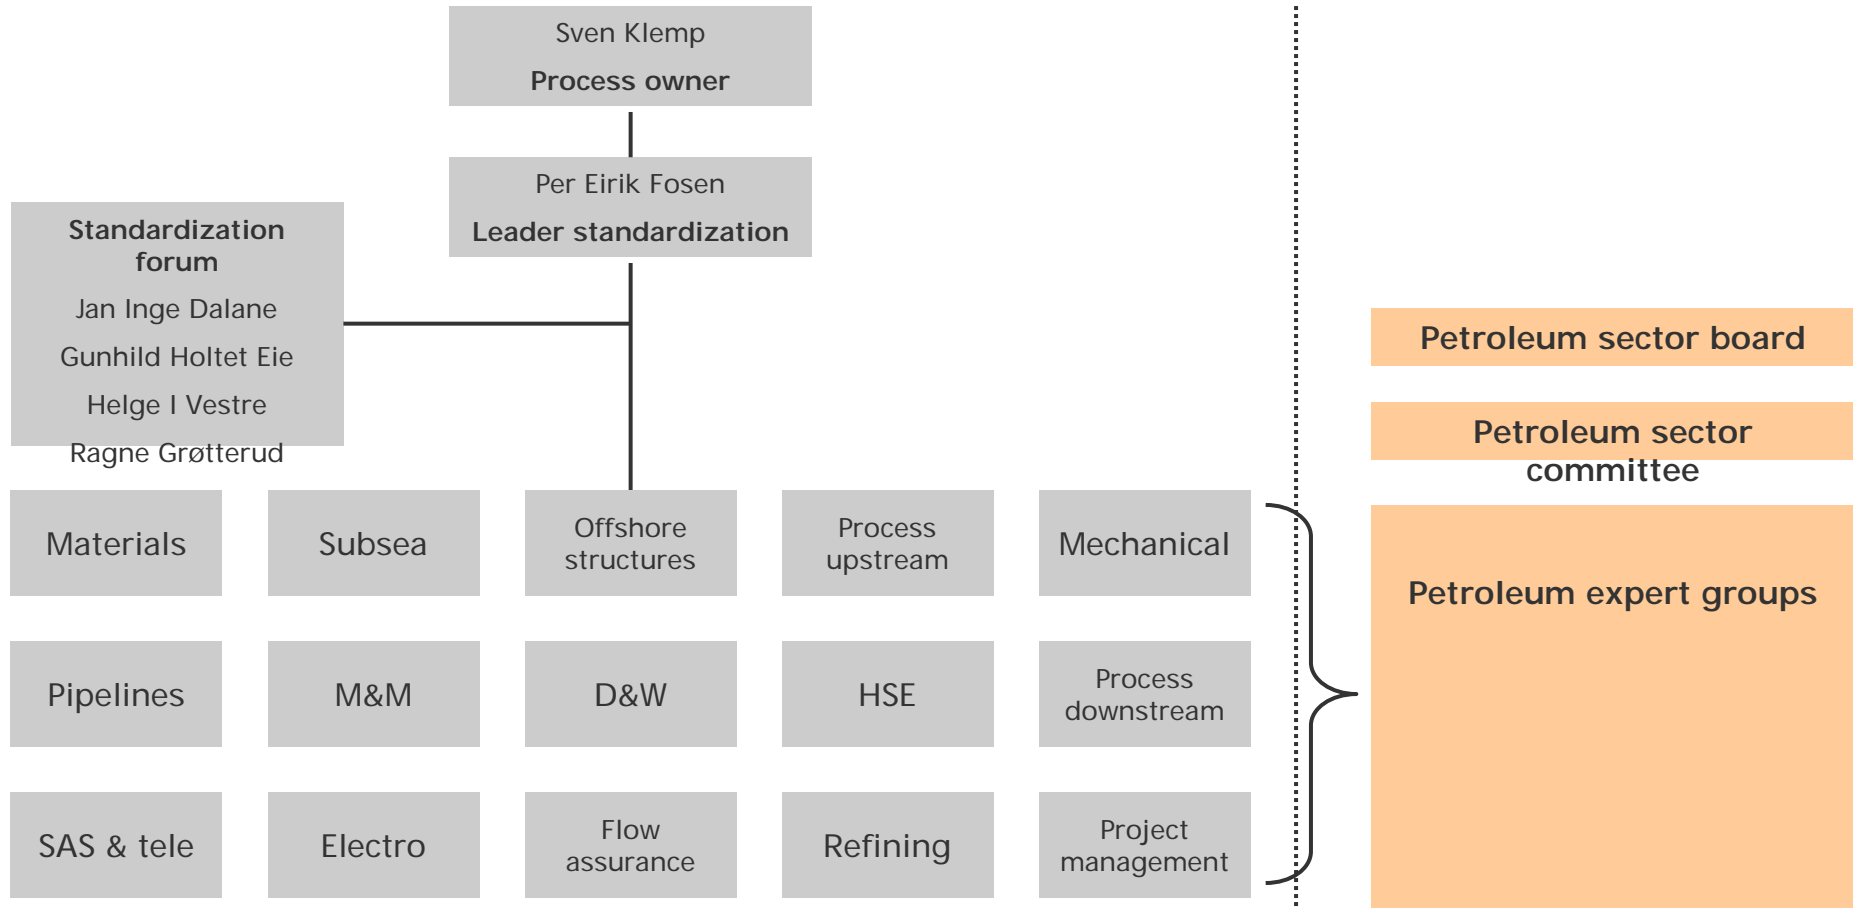 Sven Klemp
Process owner
Per Eirik Fosen
Leader standardization
Standardization
forum
Jan Inge Dalane
Gunhild Holtet Eie
Helge I Vestre
Ragne Grøtterud
Petroleum sector board
Petroleum sector
committee
Petroleum expert groups
Materials
Subsea
Offshore
structures
Process
upstream
Mechanical
Pipelines
M&M
D&W
HSE
Process
downstream
SAS & tele
Electro
Flow
assurance
Refining
Project
management